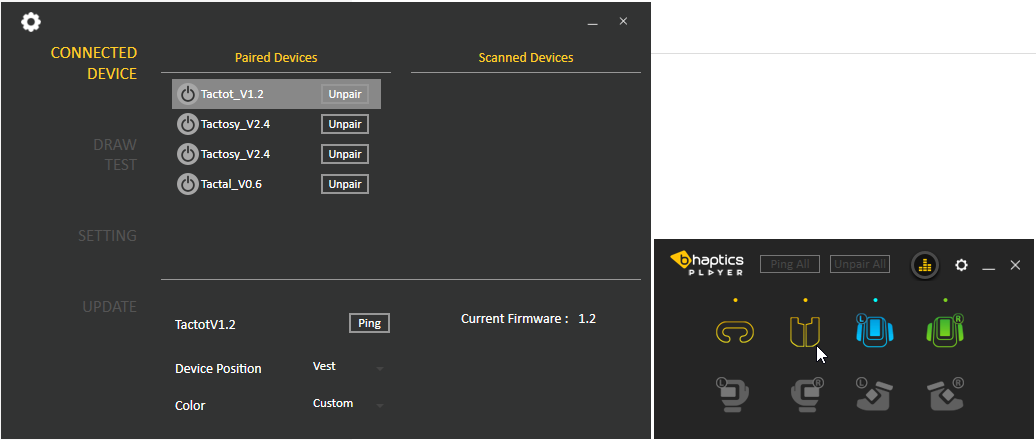 CONNECTED
DEVICE
Paired Devices
Scanned Devices
Tactot_V1.2
Unpair
Tactosy_V2.4
Unpair
Tactosy_V2.4
Unpair
Tactal_V0.6
Unpair
DRAW
TEST
SETTING
UPDATE
TactotV1.2
Ping
Current Firmware : 1.2
Device Position
Vest
Color
Custom
bhaptics
PLAYER
Ping All
Unpair All
L
R
L
R
L
R